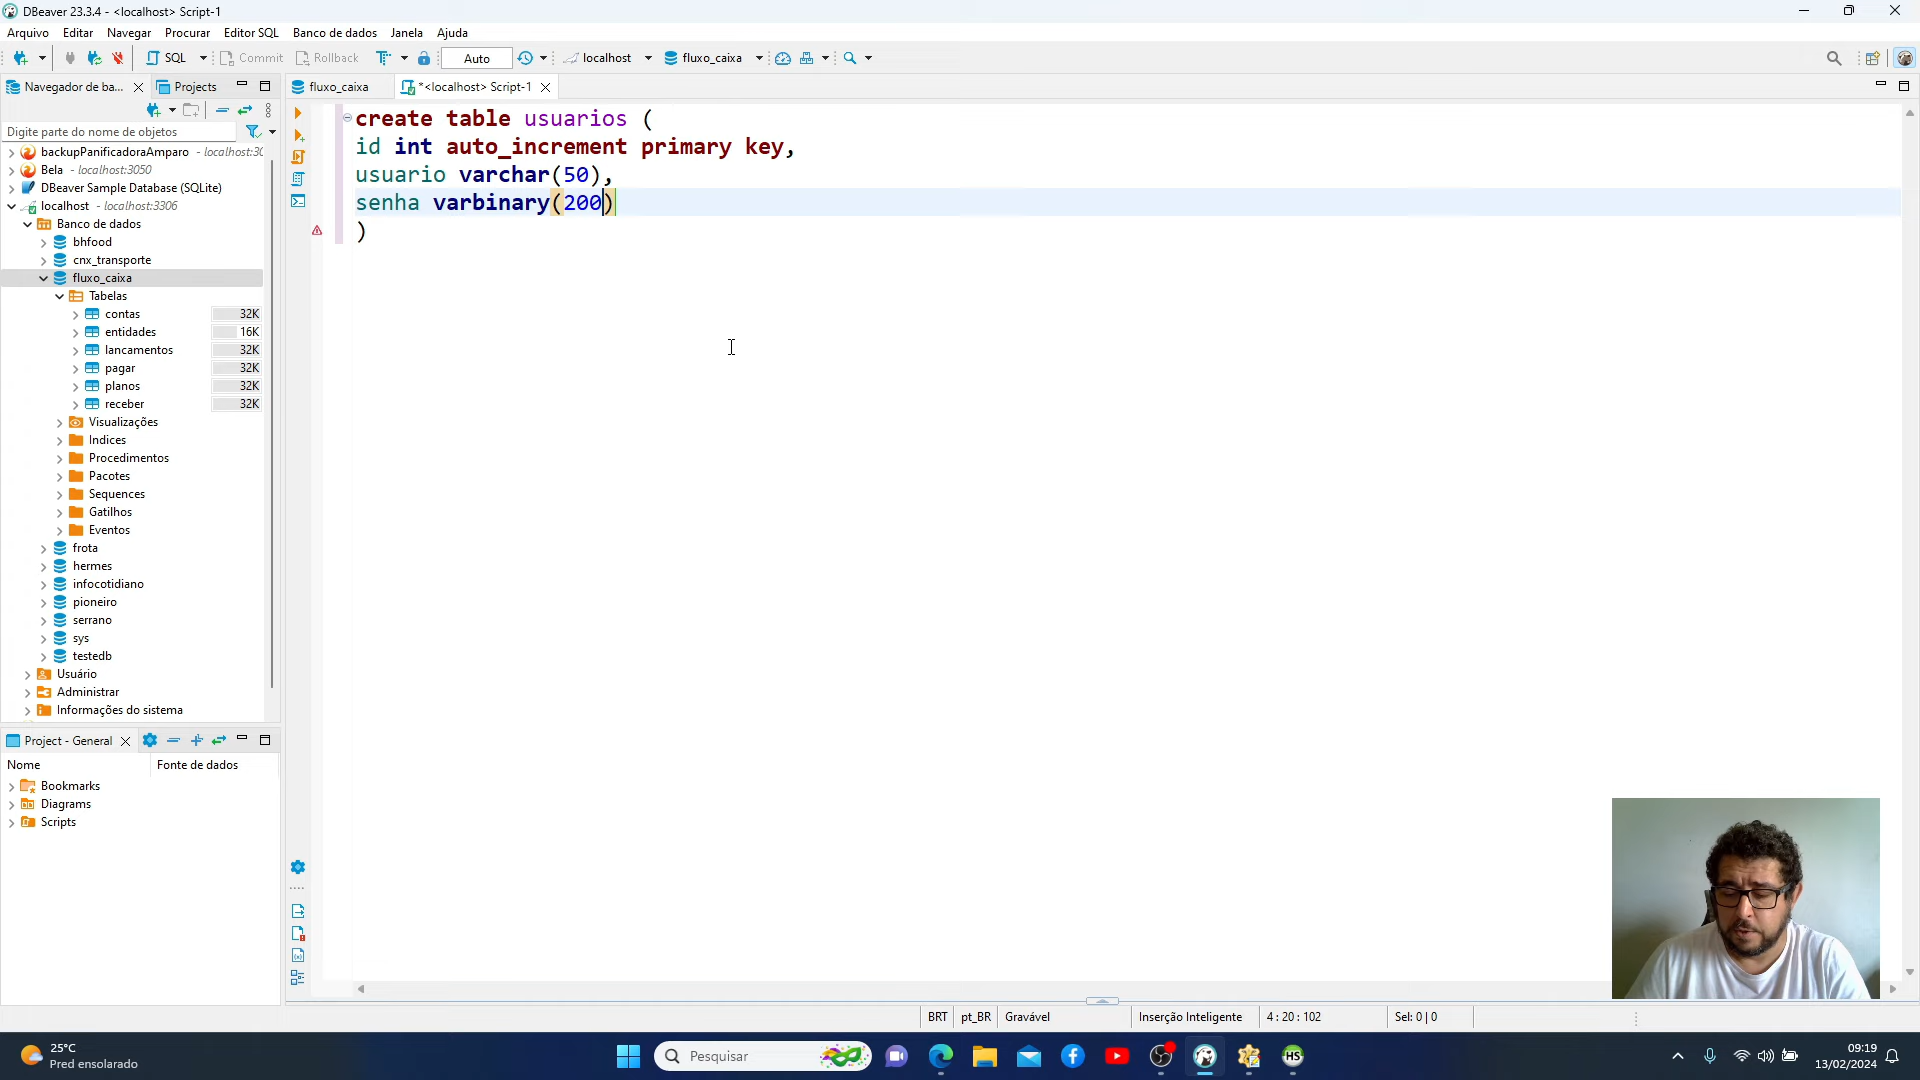 DBeaver 23.3.4 - <localhost> Script-1
Arquivo Editar Navegar Procurar Editor SQL Banco de dados Janela Ajuda
SQL Commit Rollback Auto localhost fluxo_caixa
Navegador de ba... Projects
fluxo_caixa *<localhost> Script-1
Digite parte do nome de objetos
backupPanificadoraAmparo - localhost:30
Bela - localhost:3050
DBeaver Sample Database (SQLite)
localhost - localhost:3306
Banco de dados
bhfood
cnx_transporte
fluxo_caixa
Tabelas
contas 32K
entidades 16K
lancamentos 32K
pagar 32K
planos 32K
receber 32K
Visualizações
Indices
Procedimentos
Pacotes
Sequences
Gatilhos
Eventos
frota
hermes
infocotidiano
pioneiro
serrano
sys
testedb
Usuário
Administrar
Informações do sistema
create table usuarios (
id int auto_increment primary key,
usuario varchar(50),
senha varbinary(200)
)
Project - General
Nome Fonte de dados
Bookmarks
Diagrams
Scripts
BRT pt_BR Gravável Inserção Inteligente 4 : 20 : 102 Sel: 0 | 0
25°C
Pred ensolarado
Pesquisar
HS
09:19
13/02/2024